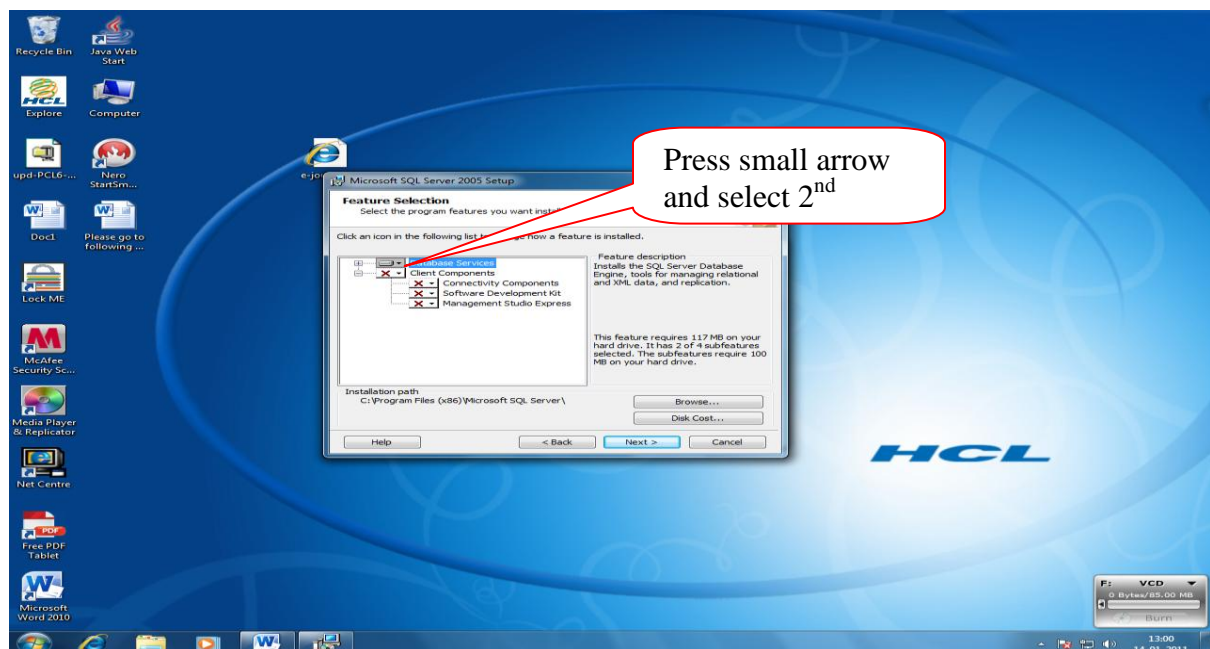 Recycle Bin
Java Web
Start
HCL
Explore
Computer
upd-PCL6-...
Nero
StartSm...
Doc1
Please go to
following ...
Lock ME
McAfee
Security Sc...
Media Player
& Replicator
Net Centre
PDF
Free PDF
Tablet
Microsoft
Word 2010
Press small arrow
and select 2nd
Microsoft SQL Server 2005 Setup
Feature Selection
Select the program features you want
Click an icon in the following list how a feature is installed.
Database Services
Client Components
Connectivity Components
Software Development Kit
Management Studio Express
Feature description
Installs the SQL Server Database
Engine, tools for managing relational
and XML data, and replication.
This feature requires 117 MB on your
hard drive. It has 2 of 4 subfeatures
selected. The subfeatures require 100
MB on your hard drive.
Installation path
C:\Program Files (x86)\Microsoft SQL Server\
Browse...
Disk Cost...
Help
< Back
Next >
Cancel
HCL
F: VCD
0 Bytes/85.00 MB
Burn
13:00